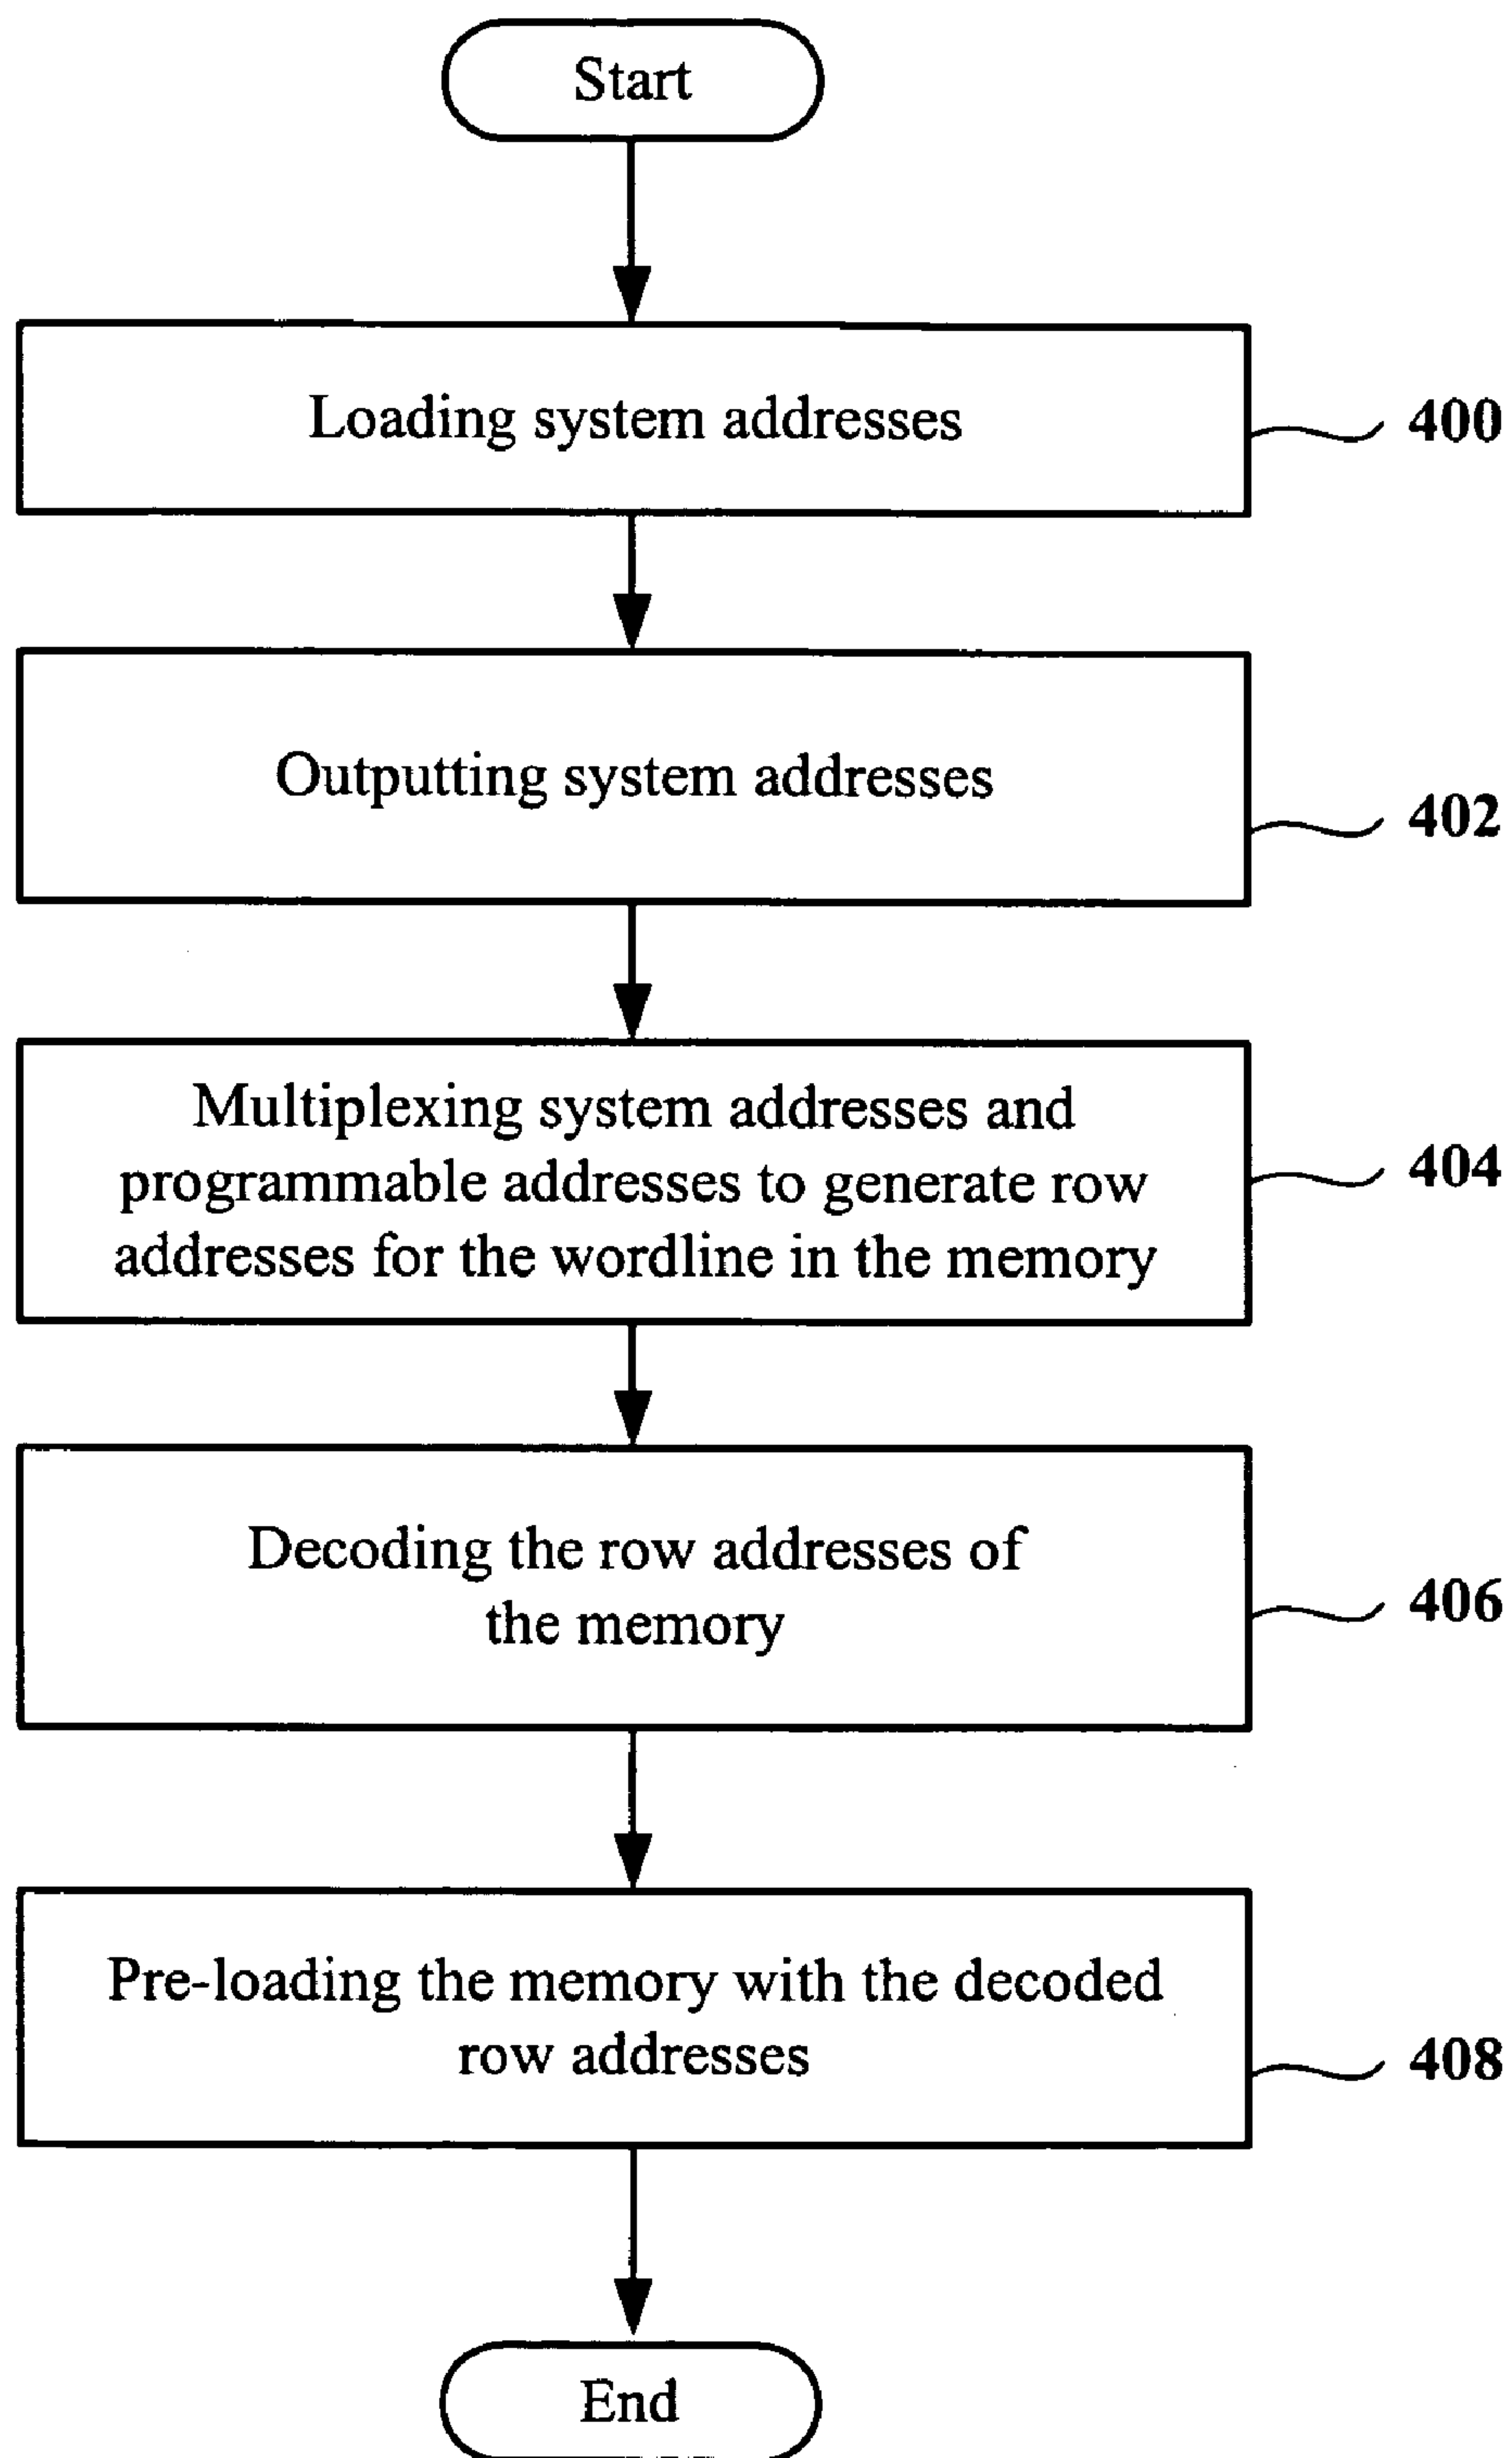 Start
Loading system addresses
400
Outputting system addresses
402
Multiplexing system addresses and
programmable addresses to generate row
addresses for the wordline in the memory
404
Decoding the row addresses of
the memory
406
Pre-loading the memory with the decoded
row addresses
408
End